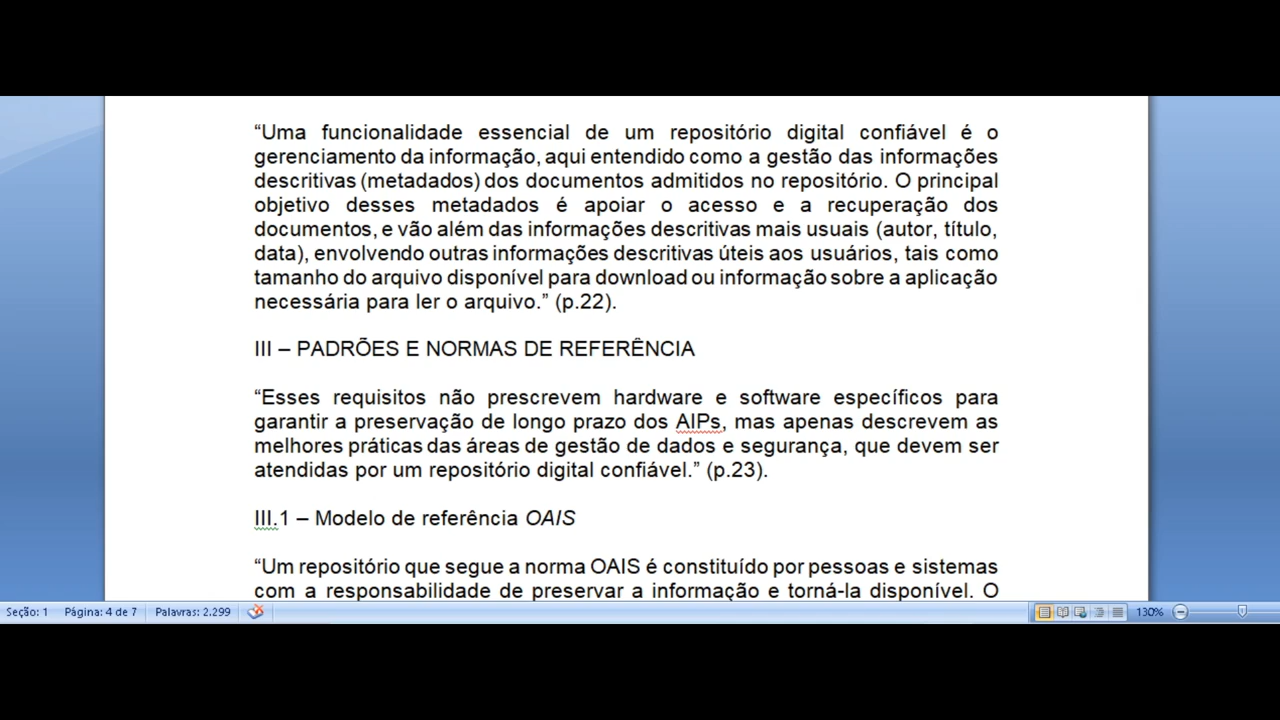 “Uma funcionalidade essencial de um repositório digital confiável é o
gerenciamento da informação, aqui entendido como a gestão das informações
descritivas (metadados) dos documentos admitidos no repositório. O principal
objetivo desses metadados é apoiar o acesso e a recuperação dos
documentos, e vão além das informações descritivas mais usuais (autor, título,
data), envolvendo outras informações descritivas úteis aos usuários, tais como
tamanho do arquivo disponível para download ou informação sobre a aplicação
necessária para ler o arquivo.” (p.22).
III – PADRÕES E NORMAS DE REFERÊNCIA
“Esses requisitos não prescrevem hardware e software específicos para
garantir a preservação de longo prazo dos AIPs, mas apenas descrevem as
melhores práticas das áreas de gestão de dados e segurança, que devem ser
atendidas por um repositório digital confiável.” (p.23).
III.1 – Modelo de referência OAIS
“Um repositório que segue a norma OAIS é constituído por pessoas e sistemas
com a responsabilidade de preservar a informação e torná-la disponível. O
Seção: 1 Página: 4 de 7 Palavras: 2.299 130%